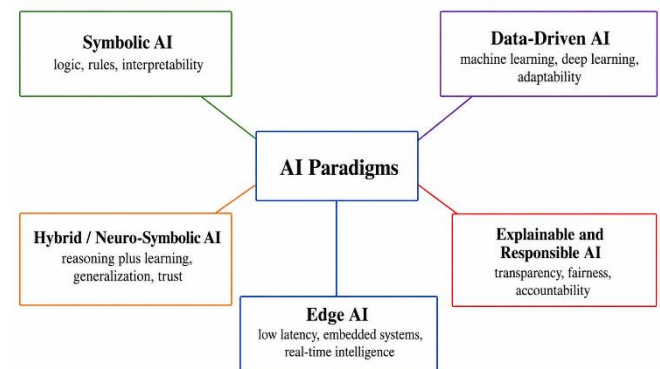 Symbolic AI
logic, rules, interpretability
Data-Driven AI
machine learning, deep learning,
adaptability
AI Paradigms
Hybrid / Neuro-Symbolic AI
reasoning plus learning,
generalization, trust
Explainable and
Responsible AI
transparency, fairness,
accountability
Edge AI
low latency, embedded systems,
real-time intelligence